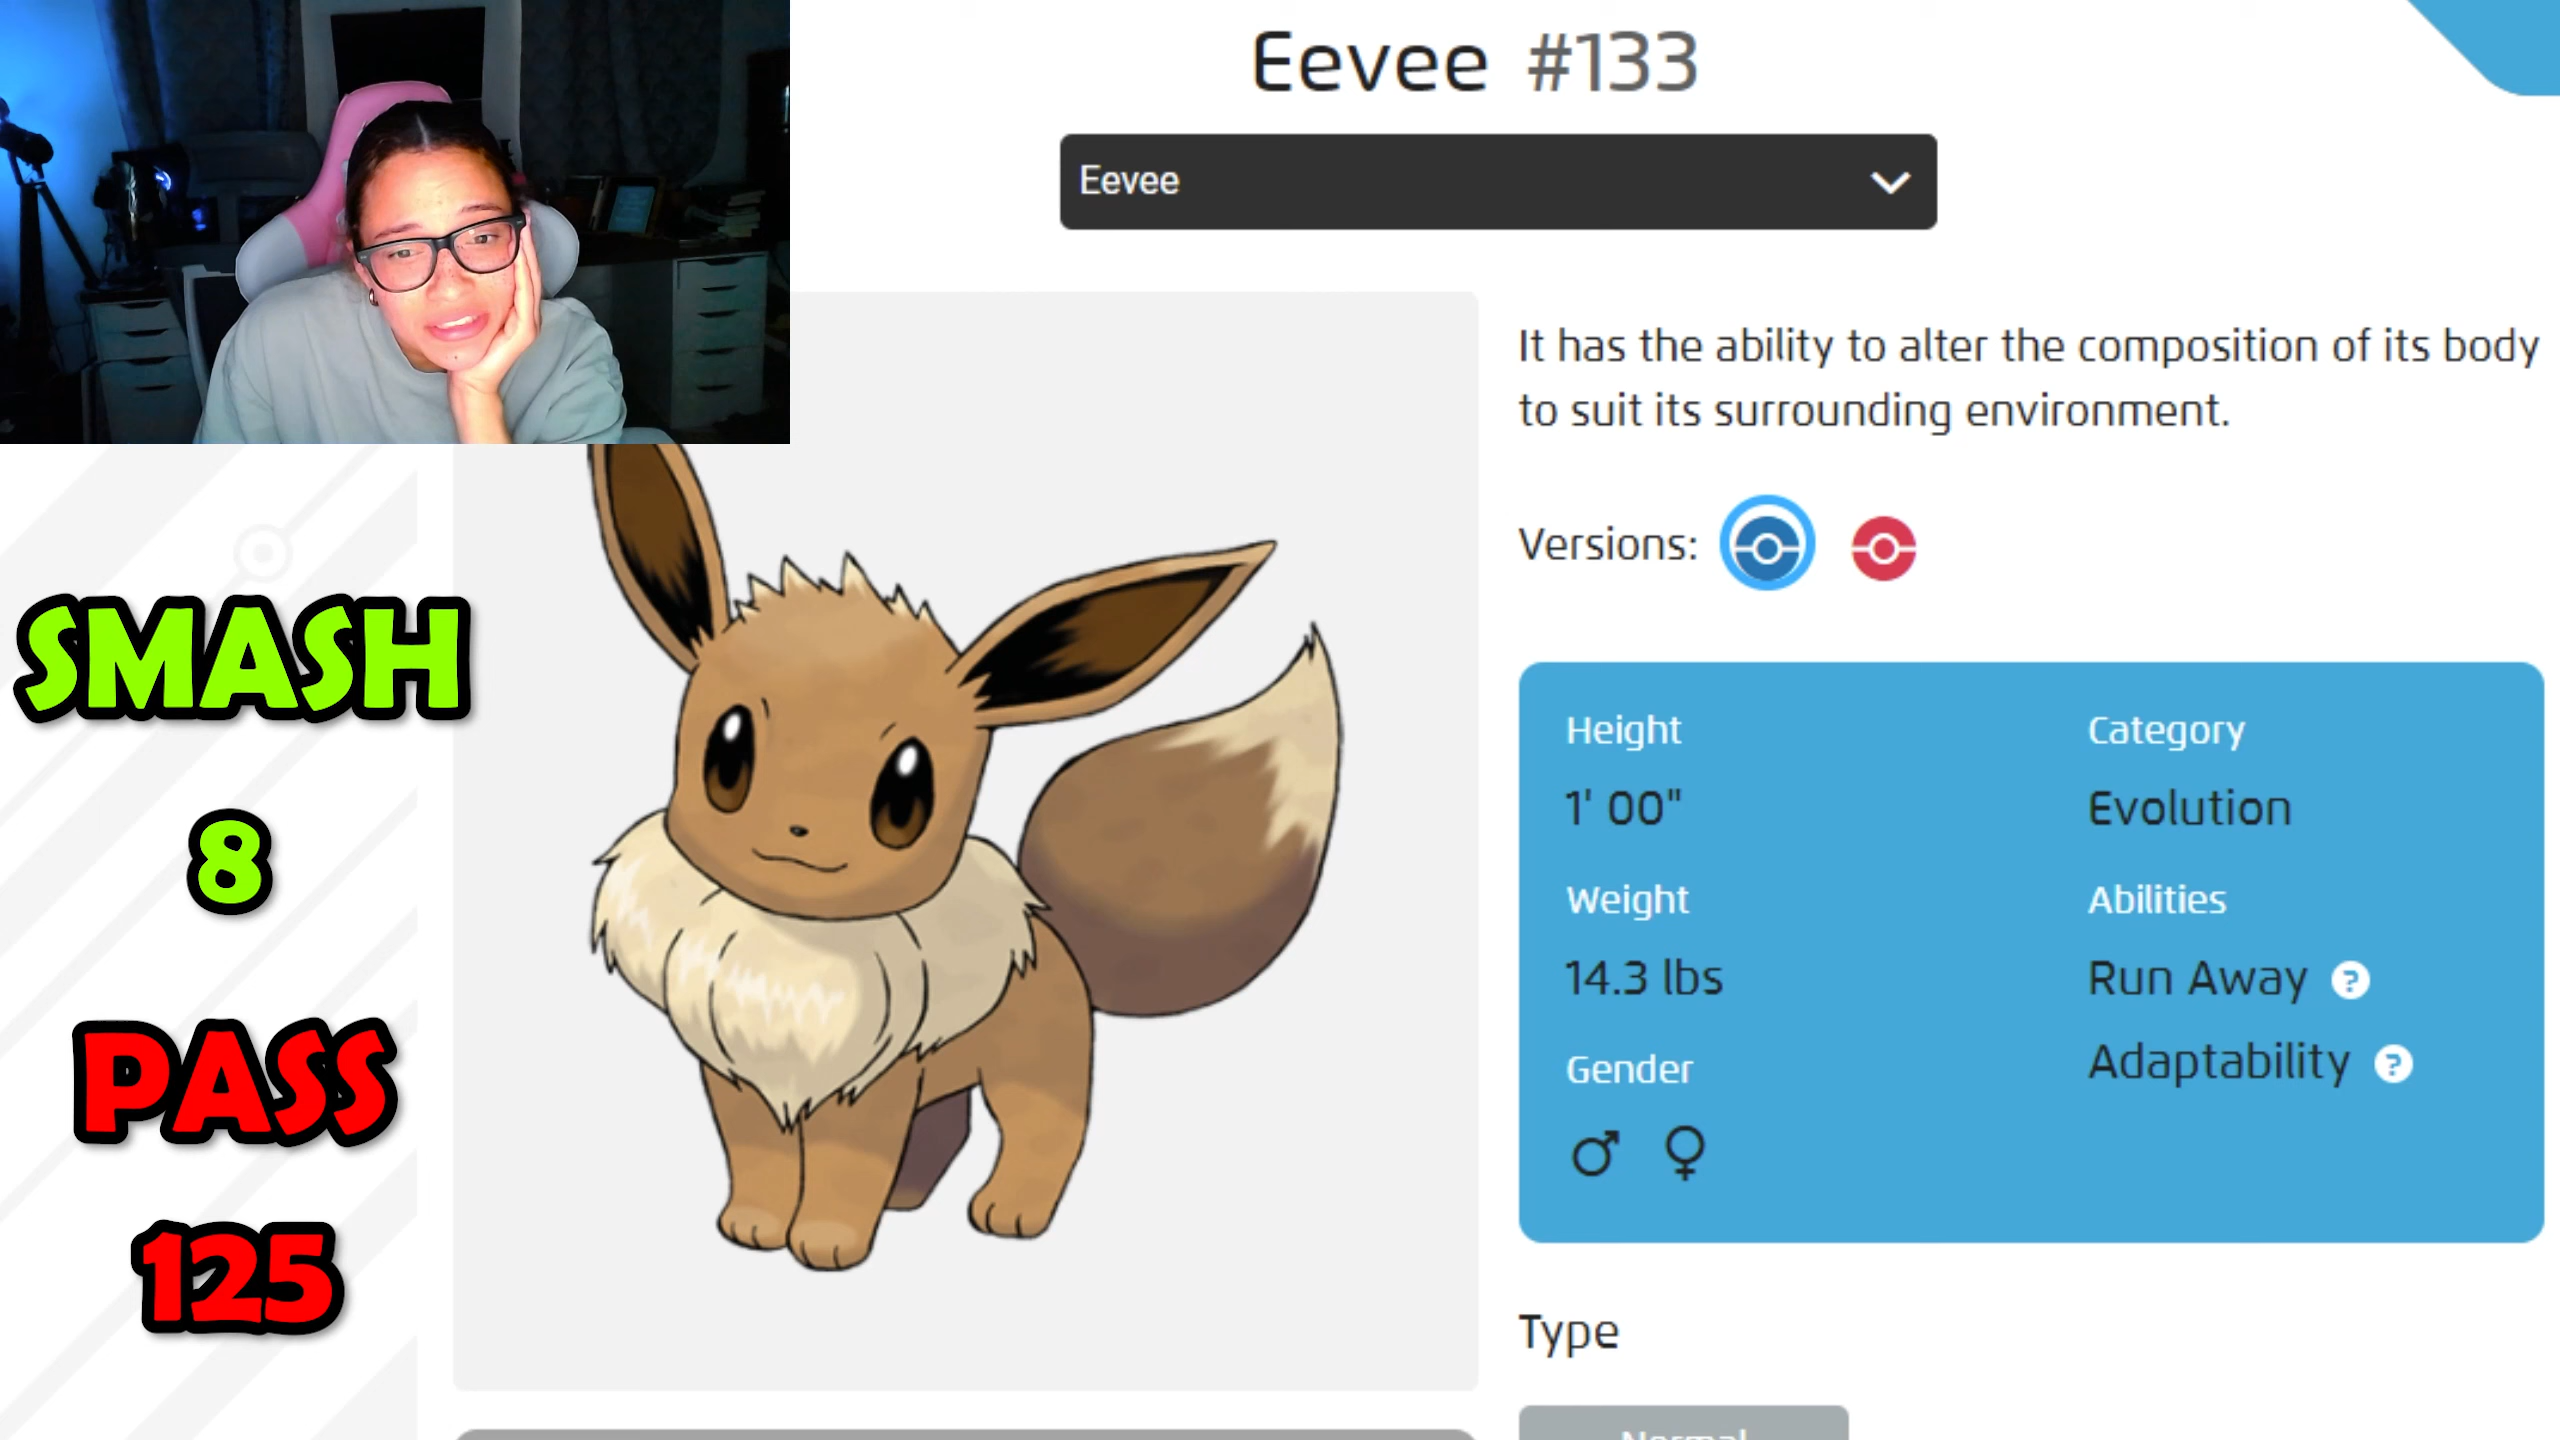 Eevee #133
Eevee
It has the ability to alter the composition of its body
to suit its surrounding environment.
Versions:
SMASH
8
PASS
125
Height
1' 00"
Weight
14.3 lbs
Gender
♂ ♀
Category
Evolution
Abilities
Run Away ?
Adaptability ?
Type
Normal